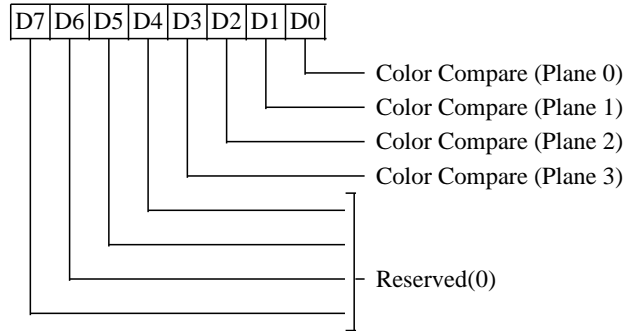 D7 D6 D5 D4 D3 D2 D1 D0
Color Compare (Plane 0)
Color Compare (Plane 1)
Color Compare (Plane 2)
Color Compare (Plane 3)
Reserved(0)